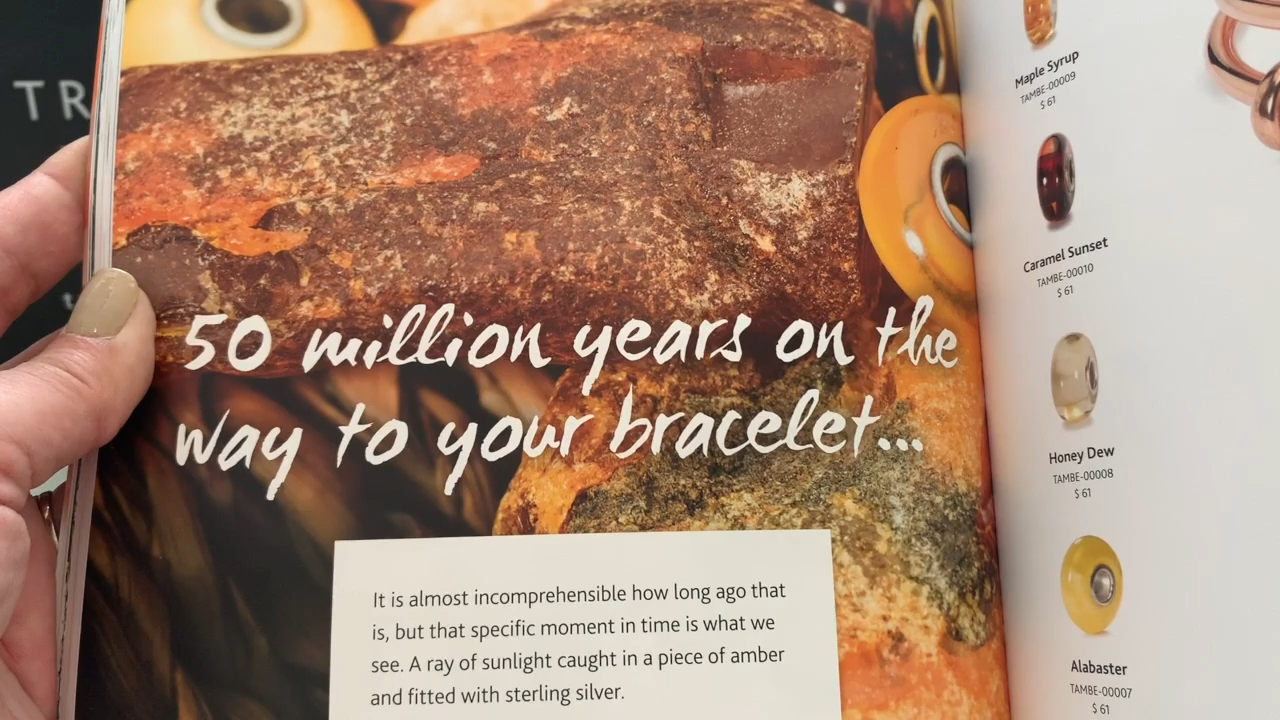 TR
50 million years on the
way to your bracelet...
It is almost incomprehensible how long ago that
is, but that specific moment in time is what we
see. A ray of sunlight caught in a piece of amber
and fitted with sterling silver.
Maple Syrup
TAMBE-00009
$ 61
Caramel Sunset
TAMBE-00010
$ 61
Honey Dew
TAMBE-00008
$ 61
Alabaster
TAMBE-00007
$ 61